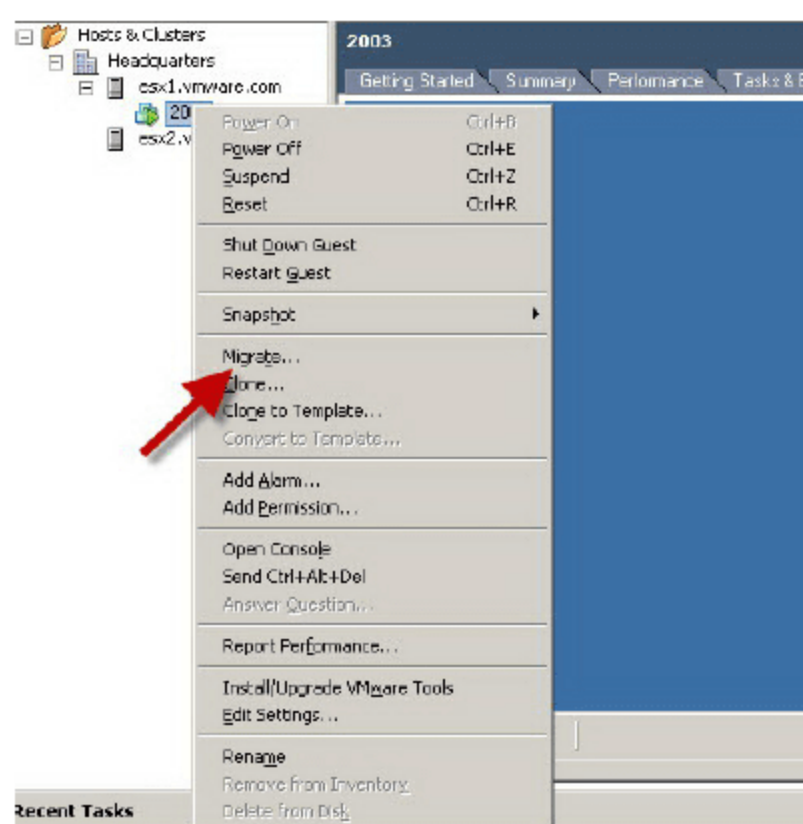 Hosts & Clusters
Headquarters
esx1.vmware.com
20
esx2.v
2003
Getting Started
Summary
Performance
Tasks & E
Power On Ctrl+B
Power Off Ctrl+E
Suspend Ctrl+Z
Reset Ctrl+R
Shut Down Guest
Restart Guest
Snapshot
Migrate...
Clone...
Clone to Template...
Convert to Template...
Add Alarm...
Add Permission...
Open Console
Send Ctrl+Alt+Del
Answer Question...
Report Performance...
Install/Upgrade VMware Tools
Edit Settings...
Rename
Remove from Inventory
Delete from Disk
Recent Tasks